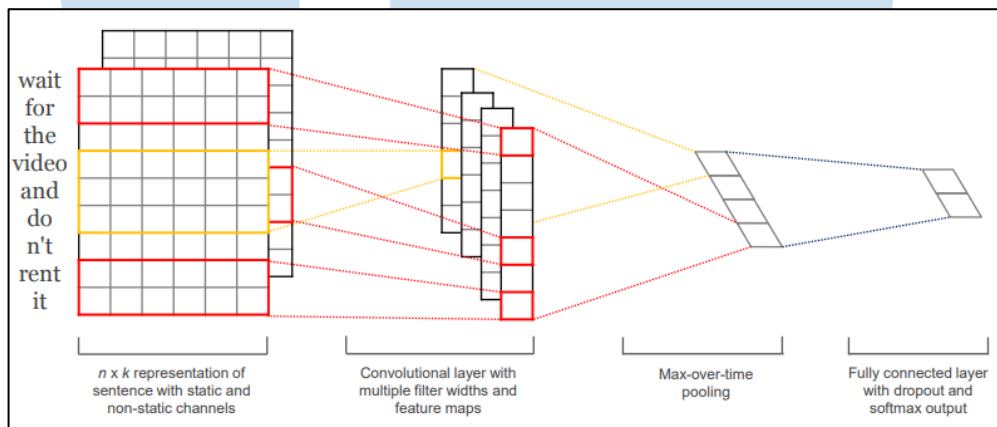 wait
for
the
video
and
do
n't
rent
it
n x k representation of
sentence with static and
non-static channels
Convolutional layer with
multiple filter widths and
feature maps
Max-over-time
pooling
Fully connected layer
with dropout and
softmax output